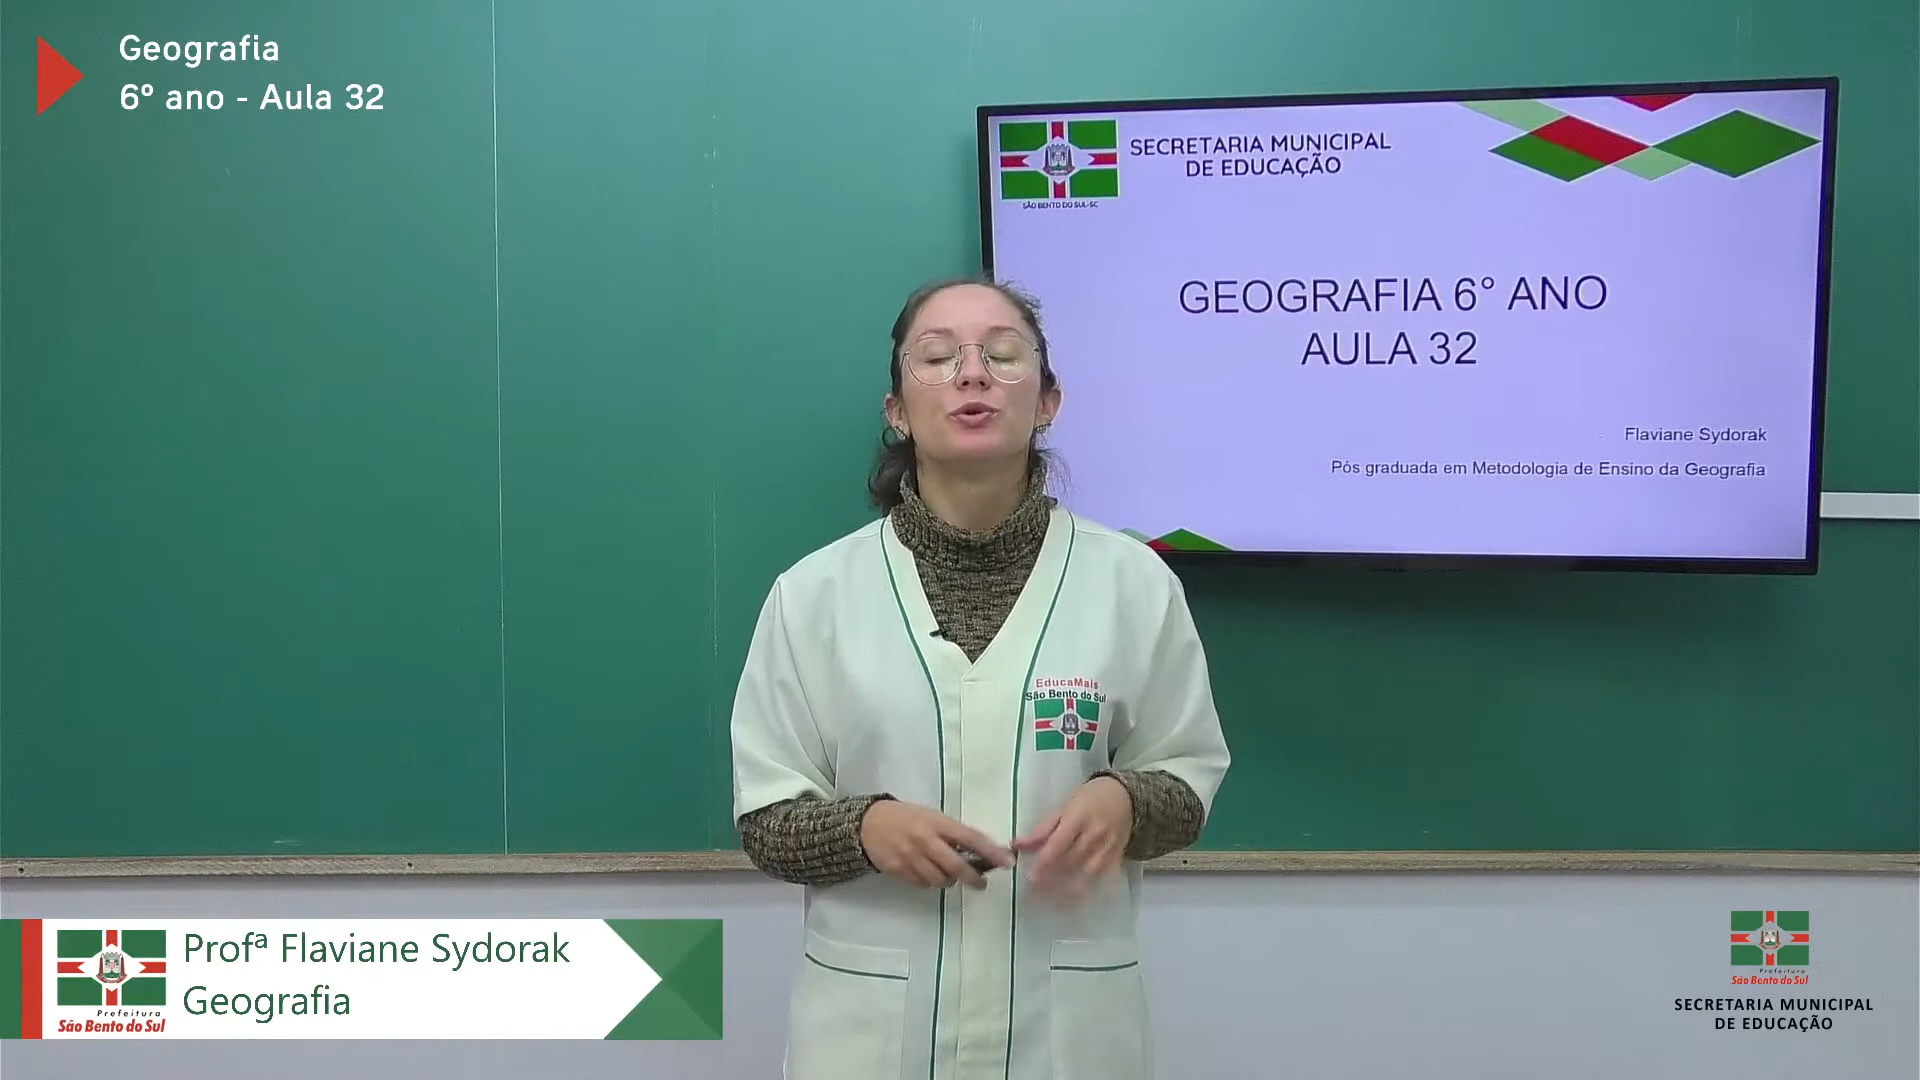 Geografia
6º ano - Aula 32
SECRETARIA MUNICIPAL
DE EDUCAÇÃO
SÃO BENTO DO SUL-SC
GEOGRAFIA 6° ANO
AULA 32
Flaviane Sydorak
Pós graduada em Metodologia de Ensino da Geografia
EducaMais
São Bento do Sul
Profª Flaviane Sydorak
Geografia
Prefeitura
São Bento do Sul
Prefeitura
São Bento do Sul
SECRETARIA MUNICIPAL
DE EDUCAÇÃO